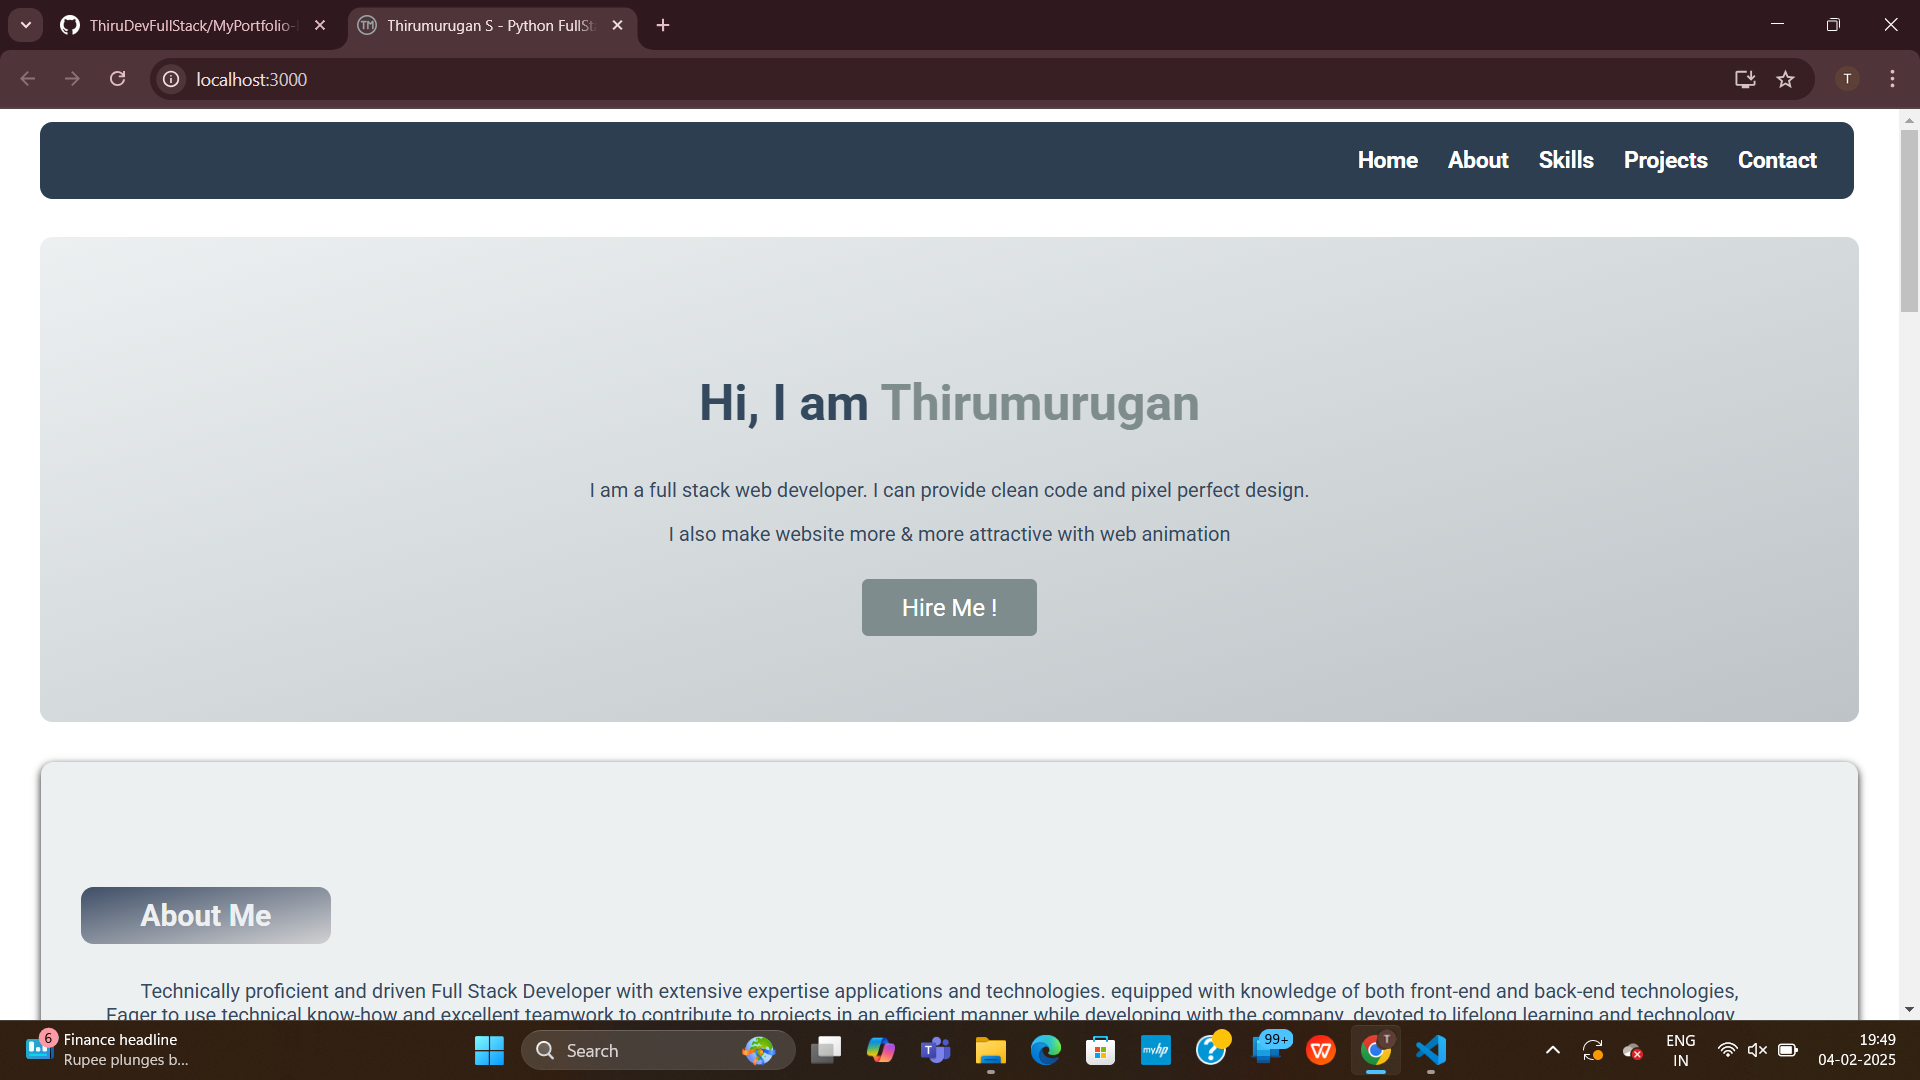 ThiruDevFullStack/MyPortfolio-
Thirumurugan S - Python FullSt
localhost:3000
T
Home About Skills Projects Contact
Hi, I am Thirumurugan
I am a full stack web developer. I can provide clean code and pixel perfect design.
I also make website more & more attractive with web animation
Hire Me !
About Me
Technically proficient and driven Full Stack Developer with extensive expertise applications and technologies. equipped with knowledge of both front-end and back-end technologies,
Eager to use technical know-how and excellent teamwork to contribute to projects in an efficient manner while developing with the company. devoted to lifelong learning and technology
6
Finance headline
Rupee plunges b...
Search
T
myhp
?
99+
W
T
ENG
IN
19:49
04-02-2025